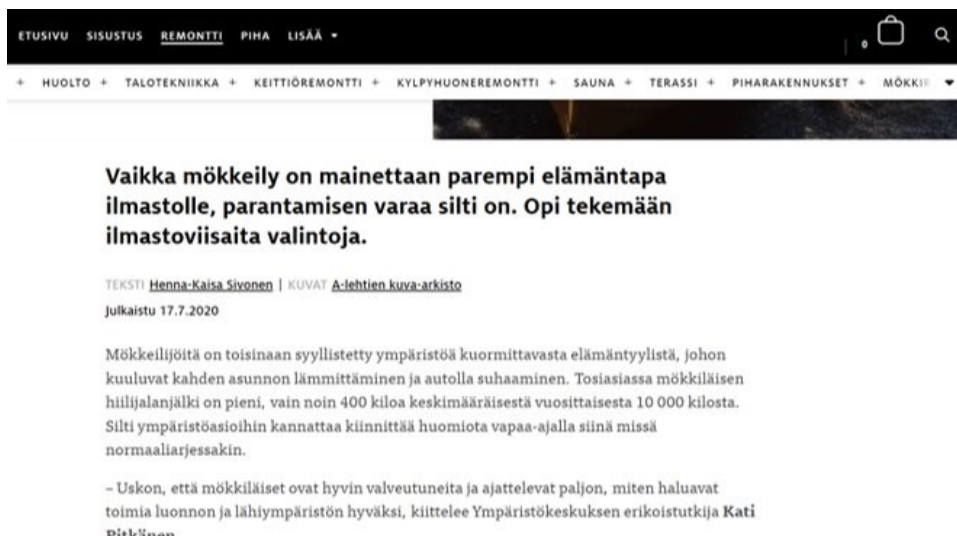 ETUSIVU SISUSTUS REMONTTI PIHA LISÄÄ
0
+ HUOLTO + TALOTEKNIIKKA + KEITTIÖREMONTTI + KYLPYHUONEREMONTTI + SAUNA + TERASSI + PIHARAKENNUKSET + MÖKKI
Vaikka mökkeily on mainettaan parempi elämäntapa
ilmastolle, parantamisen varaa silti on. Opi tekemään
ilmastoviisaita valintoja.
TEKSTI Henna-Kaisa Sivonen | KUVAT A-lehtien kuva-arkisto
Julkaistu 17.7.2020
Mökkeilijöitä on toisinaan syyllistetty ympäristöä kuormittavasta elämäntyylistä, johon
kuuluvat kahden asunnon lämmittäminen ja autolla suhaaminen. Tosiasiassa mökkiläisen
hiilijalanjälki on pieni, vain noin 400 kiloa keskimääräisestä vuosittaisesta 10 000 kilosta.
Silti ympäristöasioihin kannattaa kiinnittää huomiota vapaa-ajalla siinä missä
normaaliarjessakin.
– Uskon, että mökkiläiset ovat hyvin valveutuneita ja ajattelevat paljon, miten haluavat
toimia luonnon ja lähiympäristön hyväksi, kiittelee Ympäristökeskuksen erikoistutkija Kati
Pitkänen